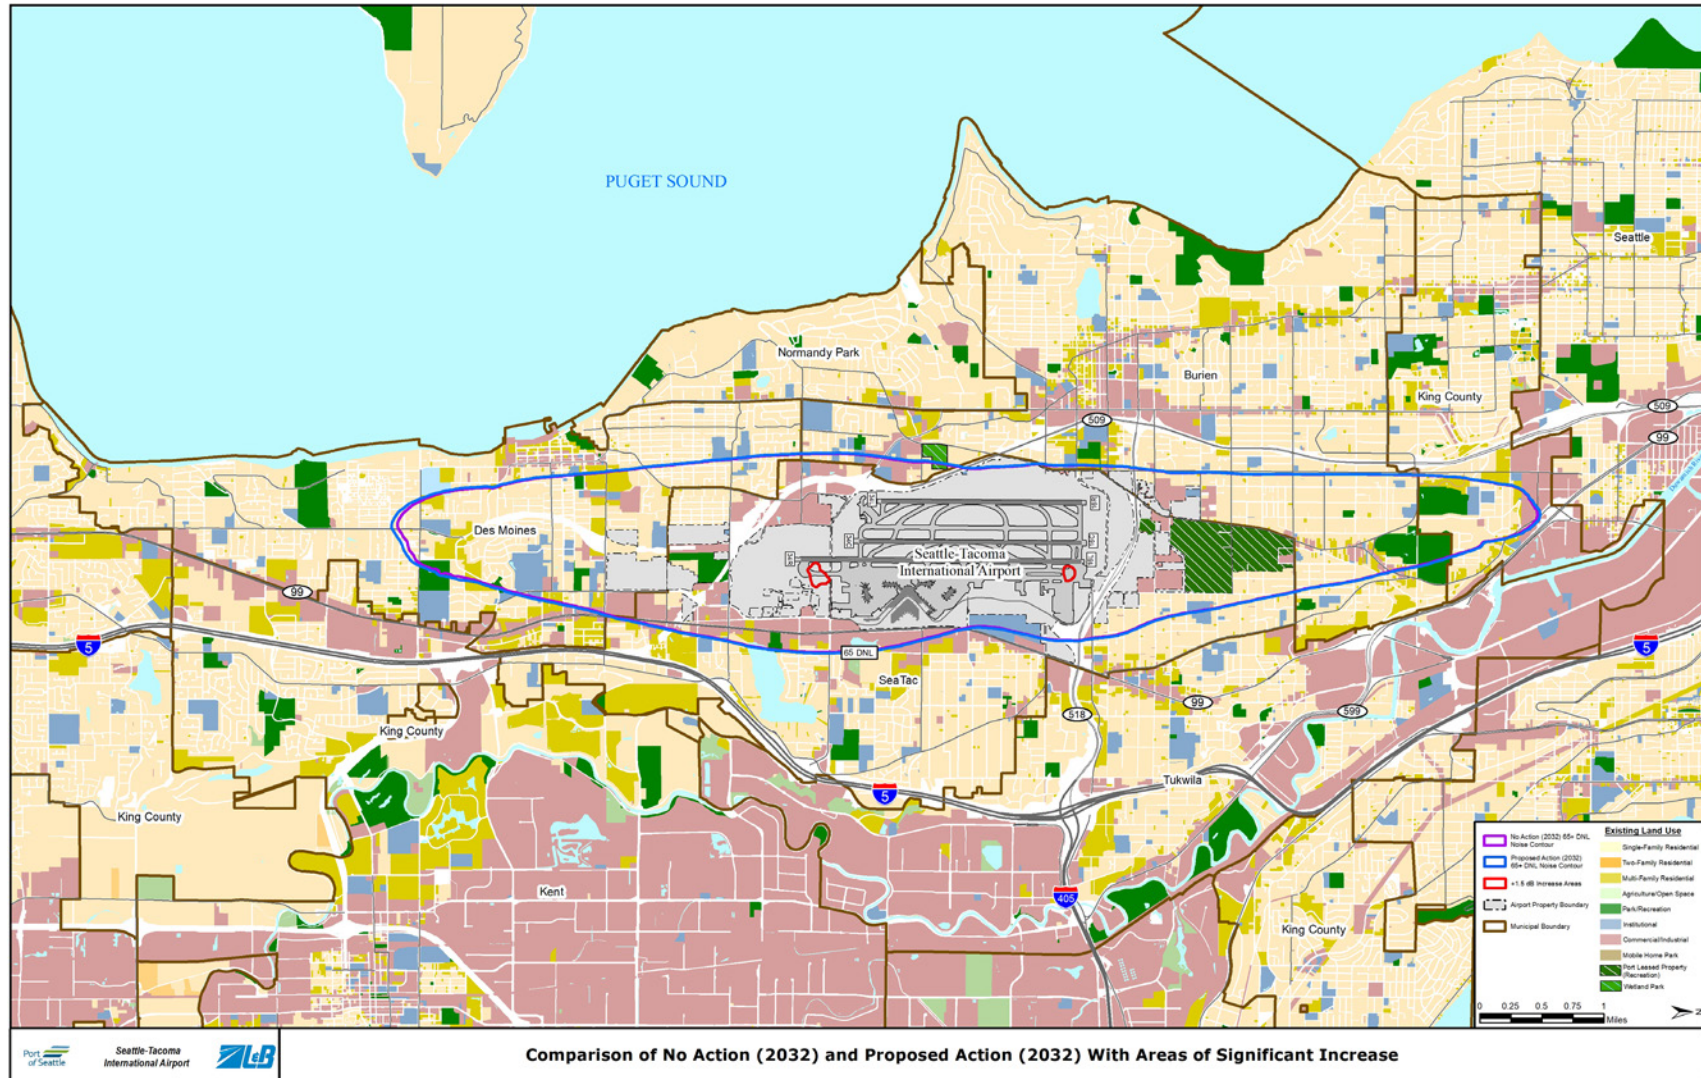 PUGET SOUND
Seattle
Normandy Park
Burien
King County
509
509
99
Des Moines
Seattle-Tacoma
International Airport
99
5
65 DNL
5
SeaTac
518
99
599
King County
Tukwila
5
King County
Kent
405
King County
No Action (2032) 65+ DNL
Noise Contour
Proposed Action (2032)
65+ DNL Noise Contour
+1.5 dB Increase Areas
Airport Property Boundary
Municipal Boundary
Existing Land Use
Single-Family Residential
Two-Family Residential
Multi-Family Residential
Agriculture/Open Space
Park/Recreation
Institutional
Commercial/Industrial
Mobile Home Park
Port Leased Property
(Recreation)
Wetland Park
0 0.25 0.5 0.75 1
Miles
Port
of Seattle
Seattle-Tacoma
International Airport
L&B
Comparison of No Action (2032) and Proposed Action (2032) With Areas of Significant Increase